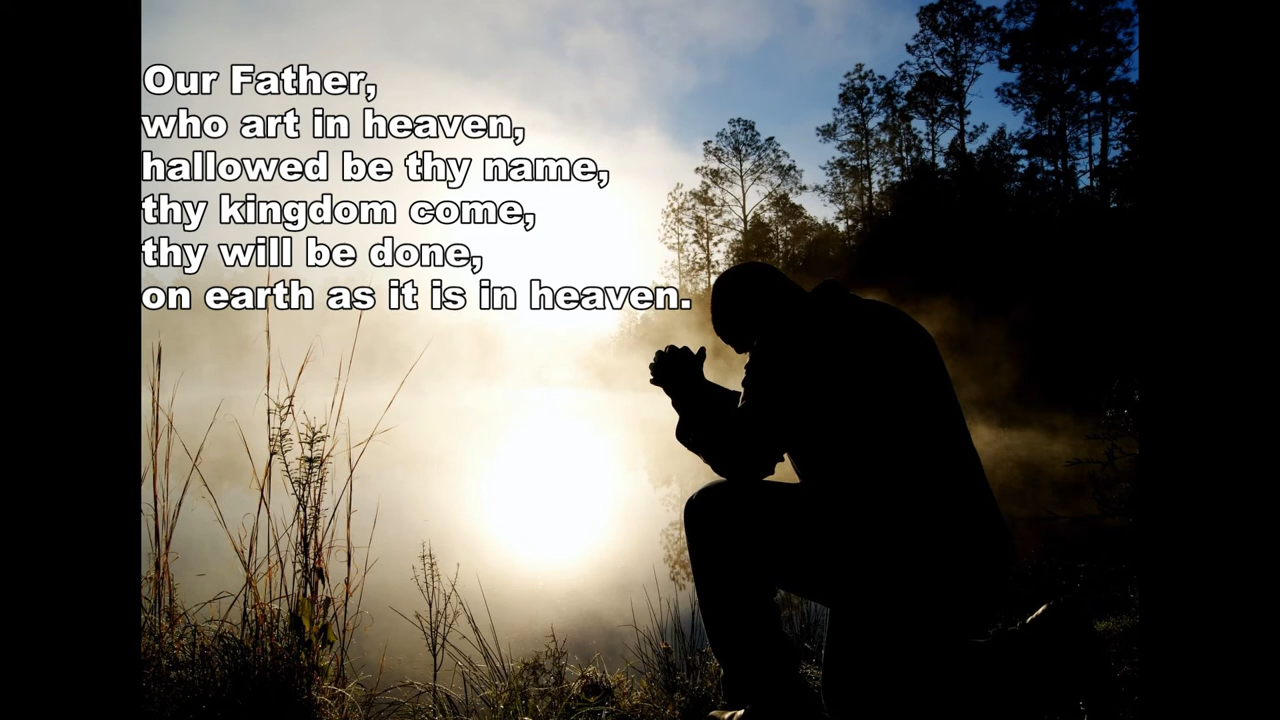 Our Father,
who art in heaven,
hallowed be thy name,
thy kingdom come,
thy will be done,
on earth as it is in heaven.